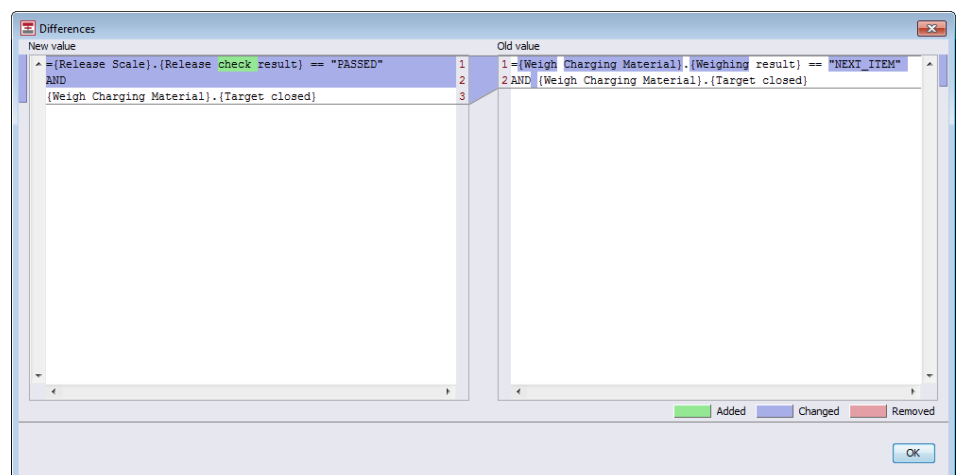 Differences
New value
Old value
={Release Scale}.{Release check result} == "PASSED" 1
AND 2
{Weigh Charging Material}.{Target closed} 3
1 ={Weigh Charging Material}.{Weighing result} == "NEXT_ITEM"
2 AND {Weigh Charging Material}.{Target closed}
Added Changed Removed
OK